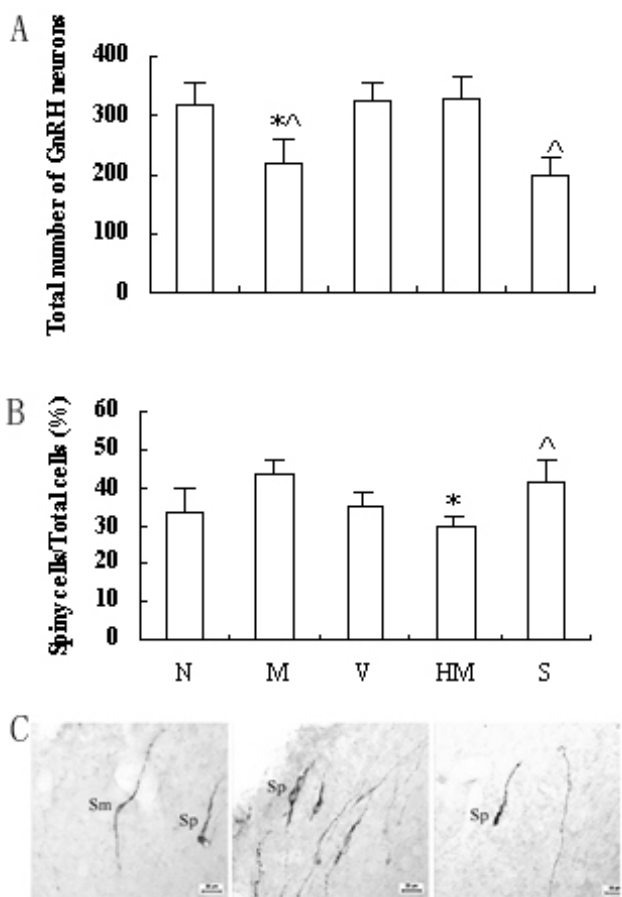 A
Total number of GnRH neurons
400
300
200
100
0
*^
^
B
Spiny cells/Total cells (%)
60
50
40
30
20
10
0
*
^
N M V HM S
C
Sm
Sp
Sp
Sp